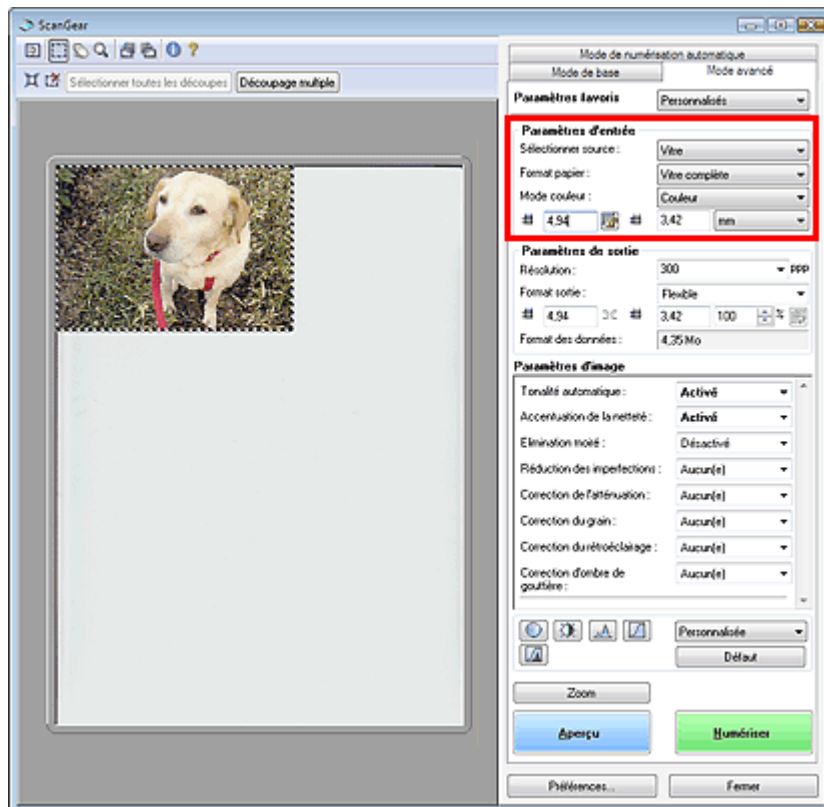 ScanGear
Sélectionner toutes les découpes Découpage multiple
Mode de numérisation automatique
Mode de base Mode avancé
Paramètres favoris Personnalisés
Paramètres d'entrée
Sélectionner source : Vitre
Format papier : Vitre complète
Mode couleur : Couleur
4,94 3,42 mm
Paramètres de sortie
Résolution : 300 PPP
Format sortie : Flexible
4,94 3,42 100 %
Format des données : 4,35 Mo
Paramètres d'image
Tonalité automatique : Activé
Accentuation de la netteté : Activé
Elimination moiré : Désactivé
Réduction des imperfections : Aucun(e)
Correction de l'atténuation : Aucun(e)
Correction du grain : Aucun(e)
Correction du rétroéclairage : Aucun(e)
Correction d'ombre de gouttière : Aucun(e)
Personnalisée
Défaut
Zoom
Aperçu Numériser
Préférences... Fermer